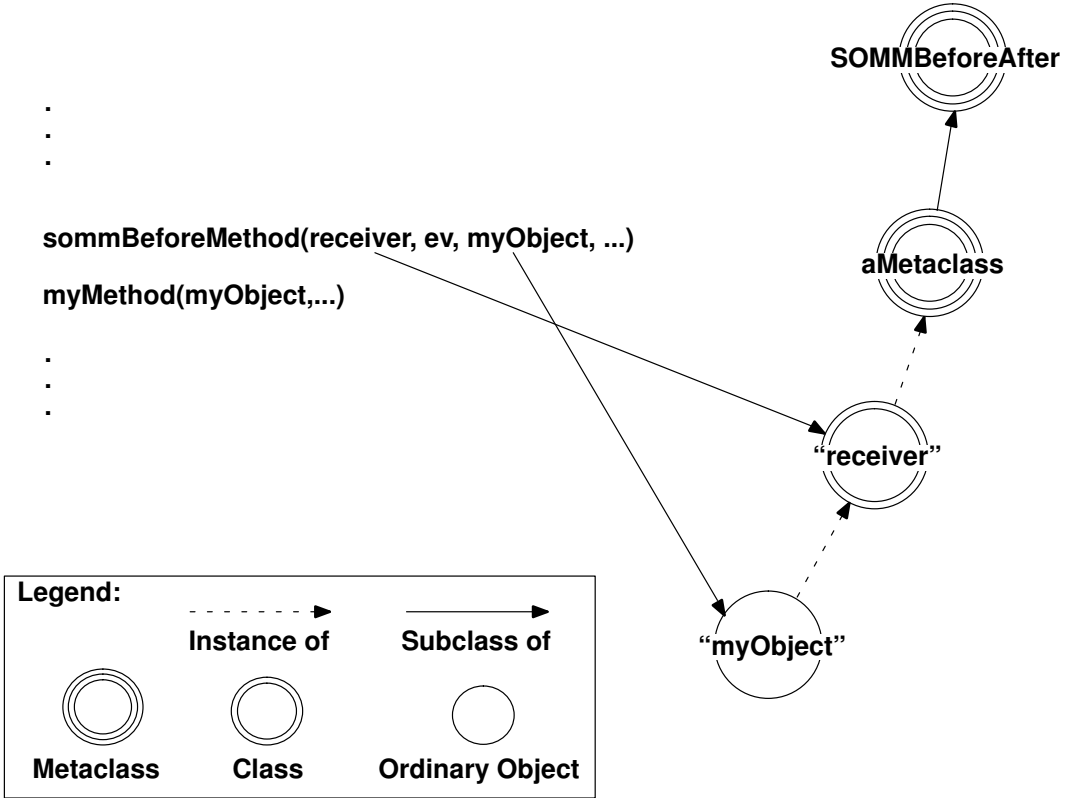 SOMMBeforeAfter
.
.
.
sommBeforeMethod(receiver, ev, myObject, ...)
aMetaclass
myMethod(myObject,...)
.
.
.
“receiver”
Legend:
Instance of
Subclass of
“myObject”
Metaclass
Class
Ordinary Object